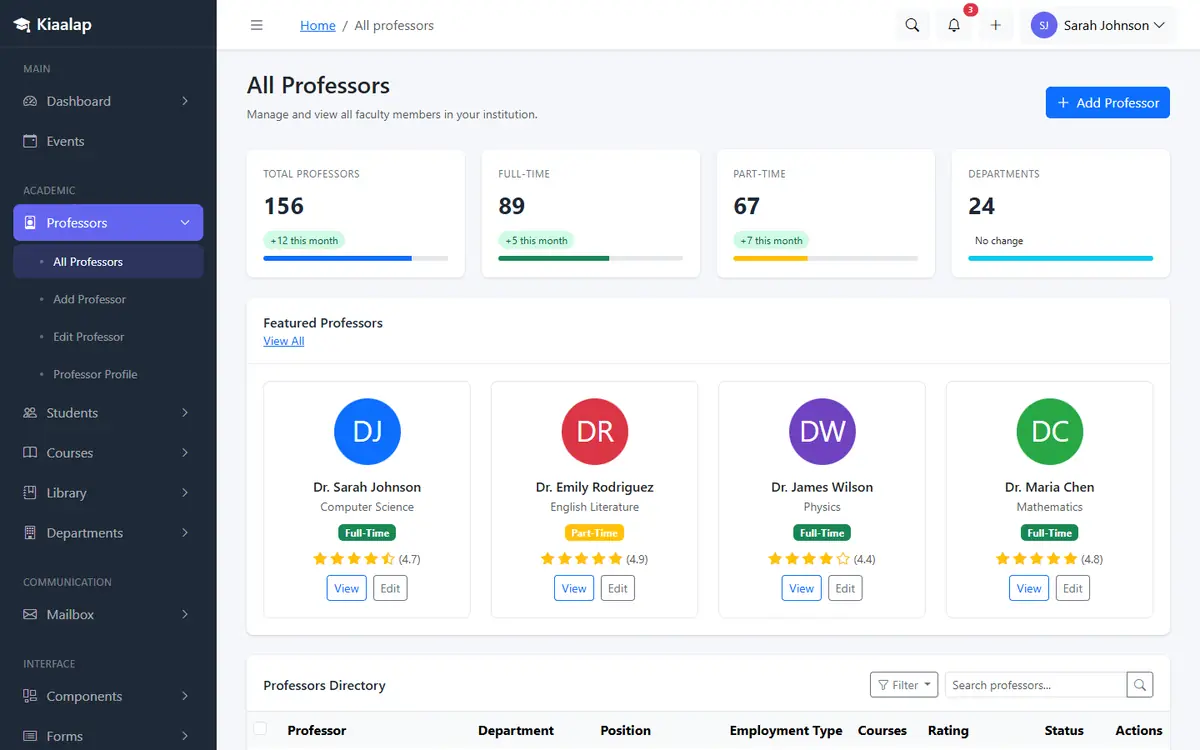 Kiaalap
MAIN
Dashboard
Events
ACADEMIC
Professors
All Professors
Add Professor
Edit Professor
Professor Profile
Students
Courses
Library
Departments
COMMUNICATION
Mailbox
INTERFACE
Components
Forms
Home / All professors
3
SJ Sarah Johnson
All Professors
Manage and view all faculty members in your institution.
+ Add Professor
TOTAL PROFESSORS
156
+12 this month
FULL-TIME
89
+5 this month
PART-TIME
67
+7 this month
DEPARTMENTS
24
No change
Featured Professors
View All
DJ
Dr. Sarah Johnson
Computer Science
Full-Time
(4.7)
View Edit
DR
Dr. Emily Rodriguez
English Literature
Part-Time
(4.9)
View Edit
DW
Dr. James Wilson
Physics
Full-Time
(4.4)
View Edit
DC
Dr. Maria Chen
Mathematics
Full-Time
(4.8)
View Edit
Professors Directory
Filter
Search professors...
Professor Department Position Employment Type Courses Rating Status Actions